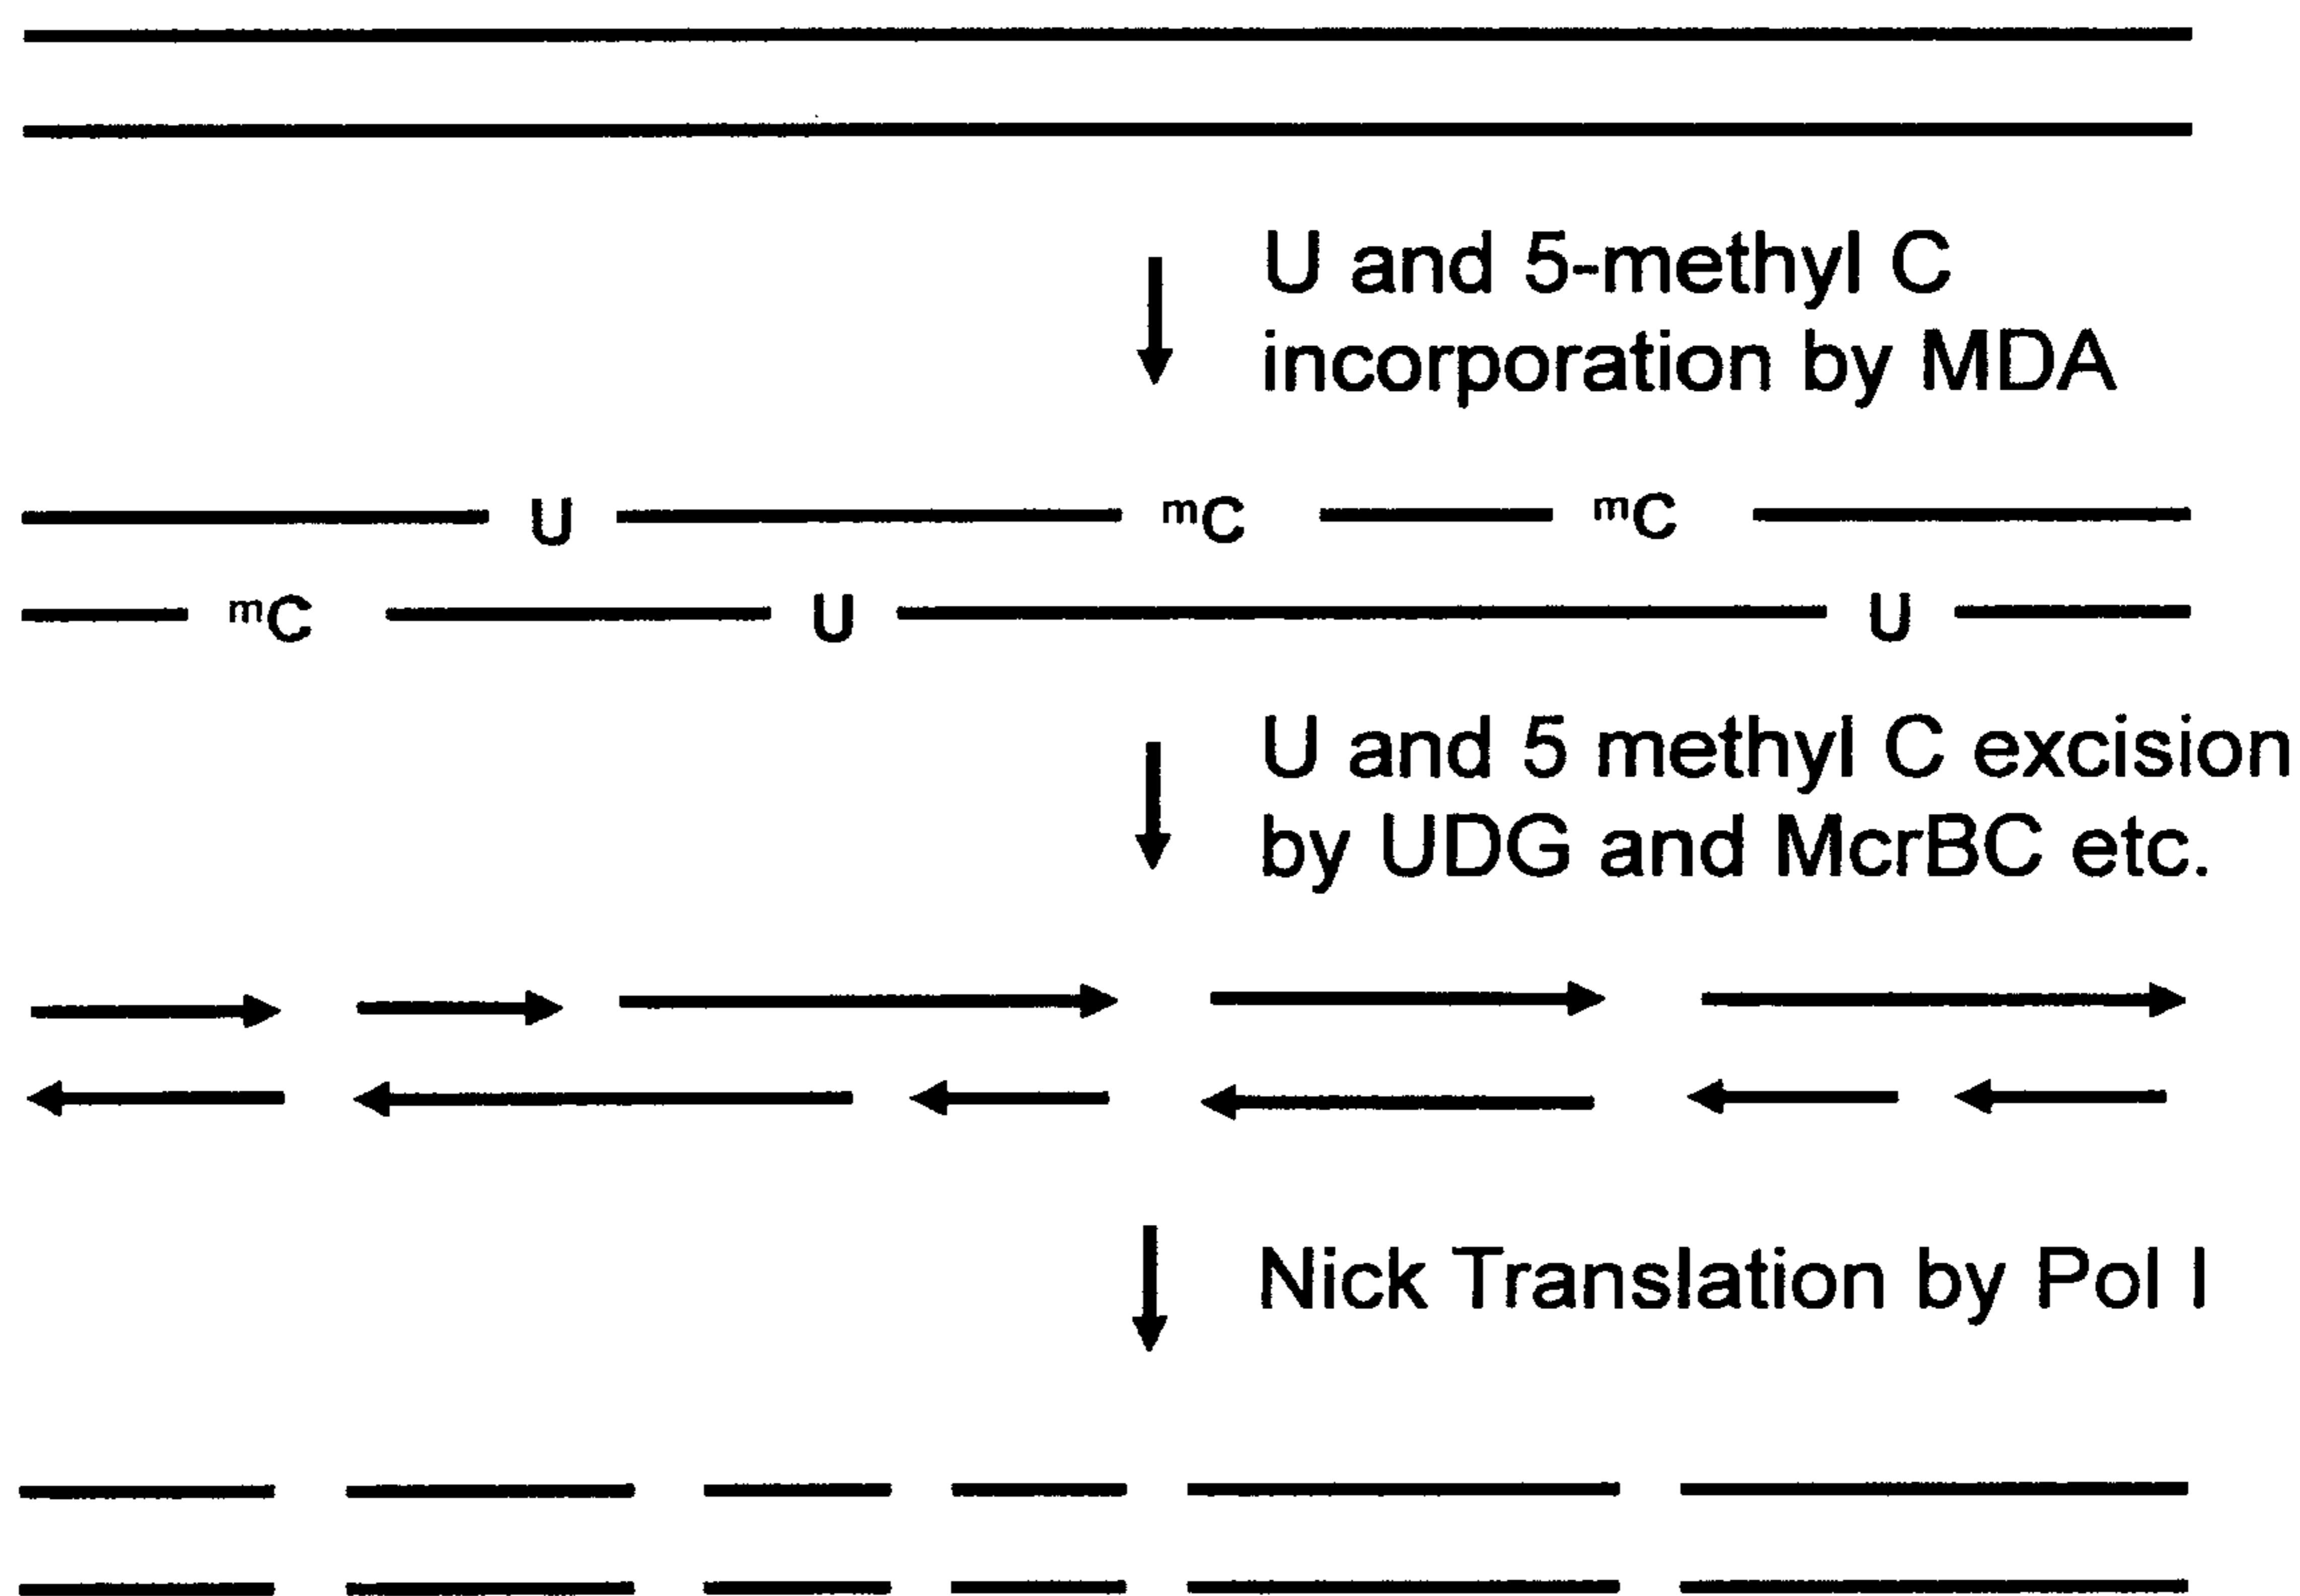 U and 5-methyl C
incorporation by MDA
U mC mC
mC U U
U and 5 methyl C excision
by UDG and McrBC etc.
Nick Translation by Pol I